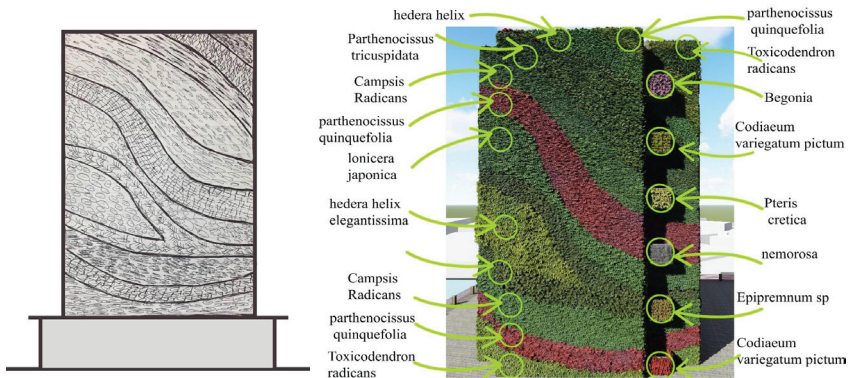 hedera helix
Parthenocissus
tricuspidata
Campsis
Radicans
parthenocissus
quinquefolia
lonicera
japonica
hedera helix
elegantissima
Campsis
Radicans
parthenocissus
quinquefolia
Toxicodendron
radicans
parthenocissus
quinquefolia
Toxicodendron
radicans
Begonia
Codiaeum
variegatum pictum
Pteris
cretica
nemorosa
Epipremnum sp
Codiaeum
variegatum pictum